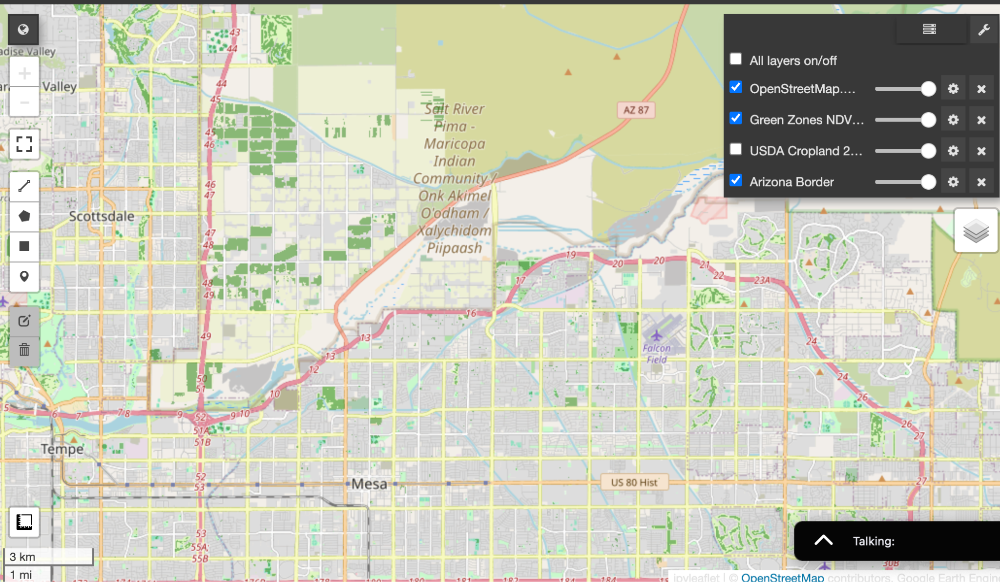 adise Valley
Valley
Scottsdale
Tempe
Mesa
Salt River
Pima -
Maricopa
Indian
Community /
Onk Akimel
O'odham /
Xalychidom
Piipaash
AZ 87
US 80 Hist
Falcon
Field
43
44
44
45
45
46
46
47
47
48
48
49
49
50
51
52
51A
51B
52
53
53
55A;
55B
5
6
7
7 8
9
9 10
10
12
13
13
16
17
19
20
20
21
22
23A
24
24
26
26
27
27
30B
All layers on/off
OpenStreetMap....
Green Zones NDV...
USDA Cropland 2...
Arizona Border
Talking:
3 km
1 mi
ipyleaflet | © OpenStreetMap contributors, Google Earth Engin